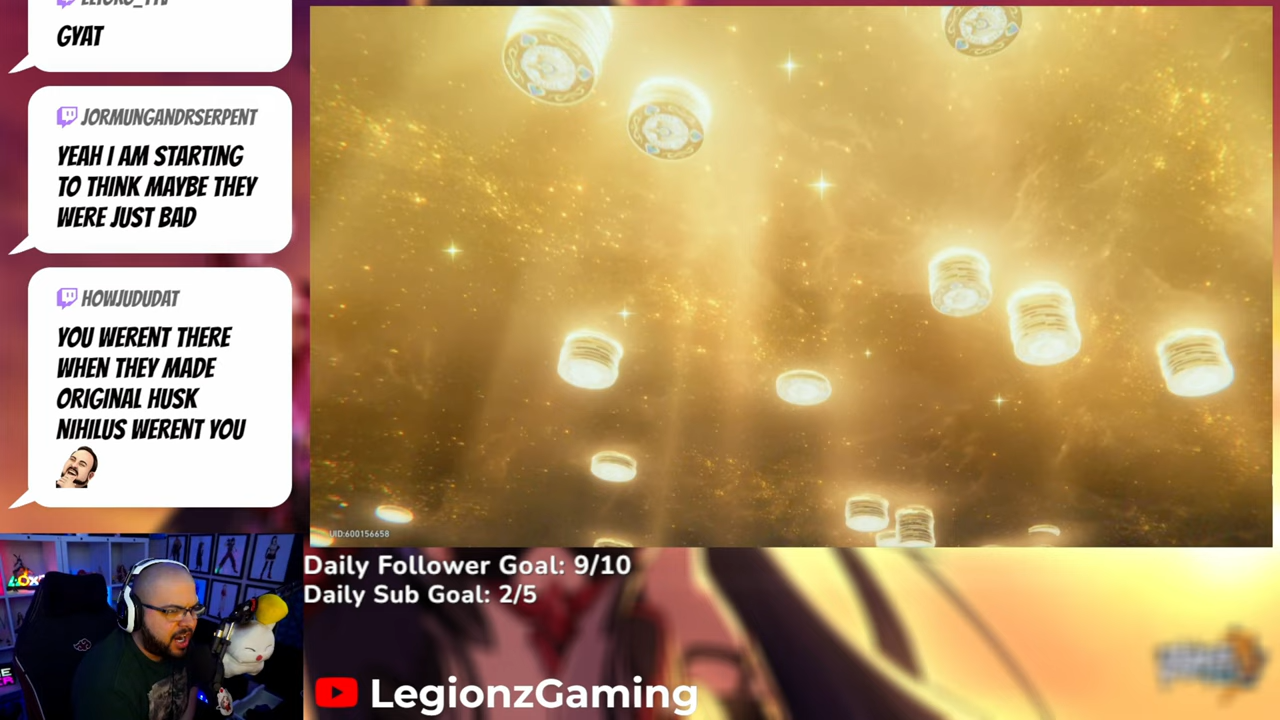 GYAT
JORMUNGANDRSERPENT
YEAH I AM STARTING
TO THINK MAYBE THEY
WERE JUST BAD
HOWJUDUDAT
YOU WERENT THERE
WHEN THEY MADE
ORIGINAL HUSK
NIHILUS WERENT YOU
UID:600156658
Daily Follower Goal: 9/10
Daily Sub Goal: 2/5
LegionzGaming